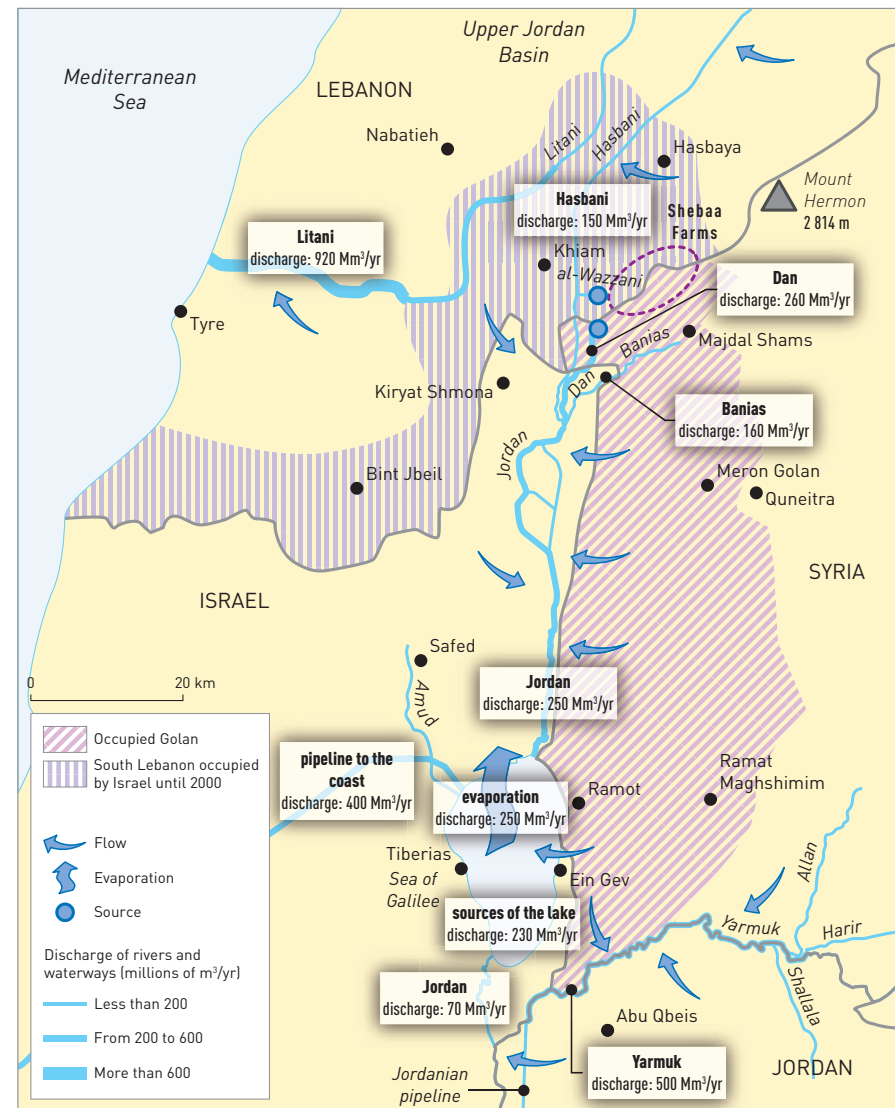 Upper Jordan
Basin
Mediterranean
Sea
LEBANON
Nabatieh
Litani
Hasbani
Hasbaya
Mount
Hermon
2 814 m
Hasbani
discharge: 150 Mm³/yr
Shebaa
Farms
Litani
discharge: 920 Mm³/yr
Khiam
al-Wazzani
Dan
discharge: 260 Mm³/yr
Tyre
Banias
Majdal Shams
Kiryat Shmona
Dan
Banias
discharge: 160 Mm³/yr
Jordan
Bint Jbeil
Meron Golan
Quneitra
SYRIA
ISRAEL
Safed
0
20 km
Amud
Jordan
discharge: 250 Mm³/yr
Occupied Golan
South Lebanon occupied
by Israel until 2000
pipeline to the
coast
discharge: 400 Mm³/yr
evaporation
discharge: 250 Mm³/yr
Ramot
Ramat
Maghshimim
Flow
Evaporation
Source
Tiberias
Sea of
Galilee
Ein Gev
Allan
sources of the lake
discharge: 230 Mm³/yr
Yarmuk
Harir
Shallala
Discharge of rivers and
waterways (millions of m³/yr)
Less than 200
From 200 to 600
More than 600
Jordan
discharge: 70 Mm³/yr
Abu Qbeis
Yarmuk
discharge: 500 Mm³/yr
JORDAN
Jordanian
pipeline